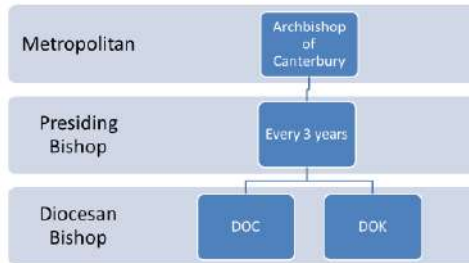 Metropolitan
Archbishop
of
Canterbury
Presiding
Bishop
Every 3 years
Diocesan
Bishop
DOC
DOK